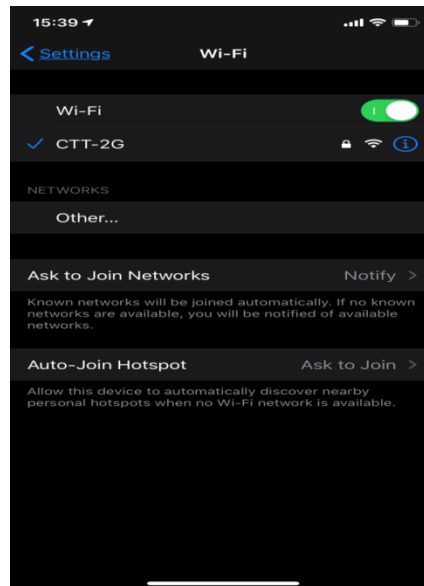 15:39
Settings Wi-Fi
Wi-Fi
CTT-2G
NETWORKS
Other...
Ask to Join Networks Notify >
Known networks will be joined automatically. If no known
networks are available, you will be notified of available
networks.
Auto-Join Hotspot Ask to Join >
Allow this device to automatically discover nearby
personal hotspots when no Wi-Fi network is available.